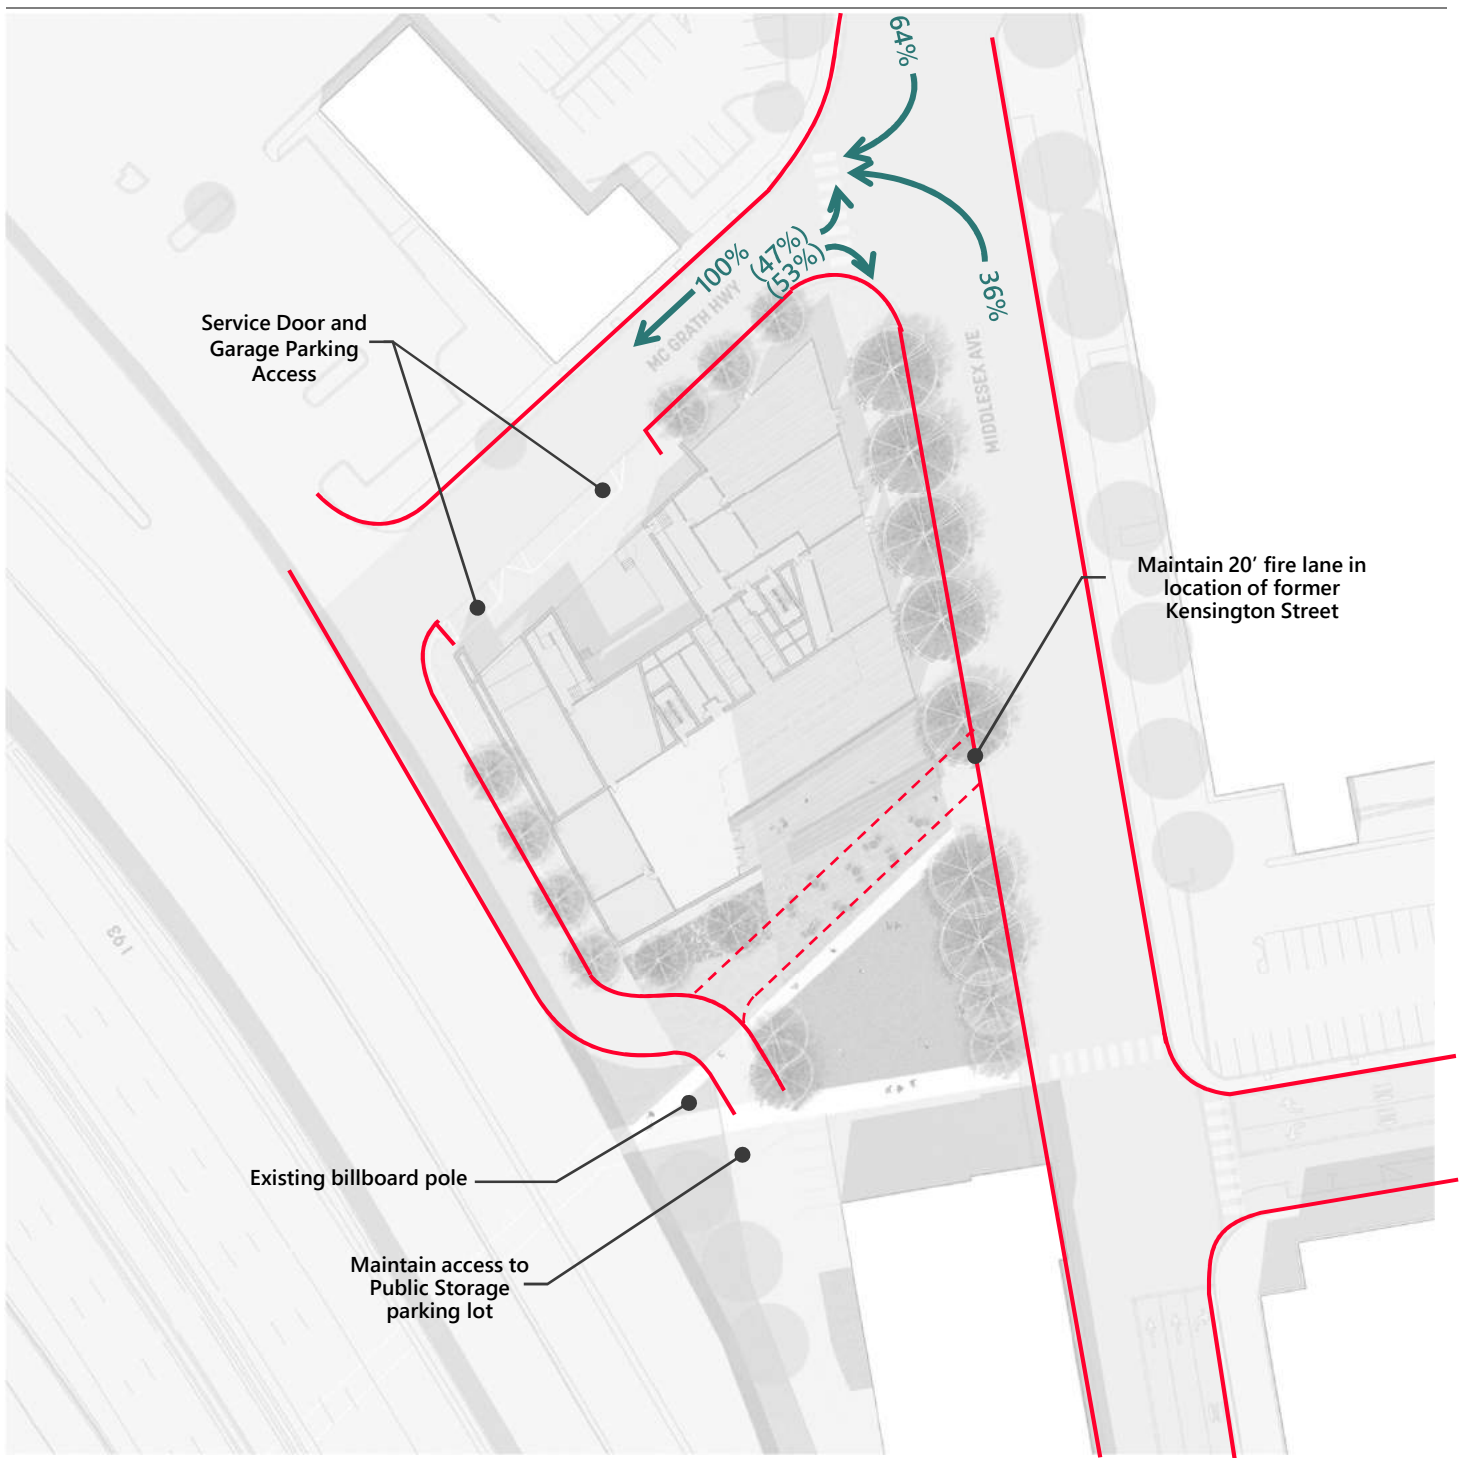 64%
100%
(47%)
(53%)
36%
MC GRATH HWY
MIDDLESEX AVE
Service Door and
Garage Parking
Access
Maintain 20’ fire lane in
location of former
Kensington Street
I93
Existing billboard pole
Maintain access to
Public Storage
parking lot